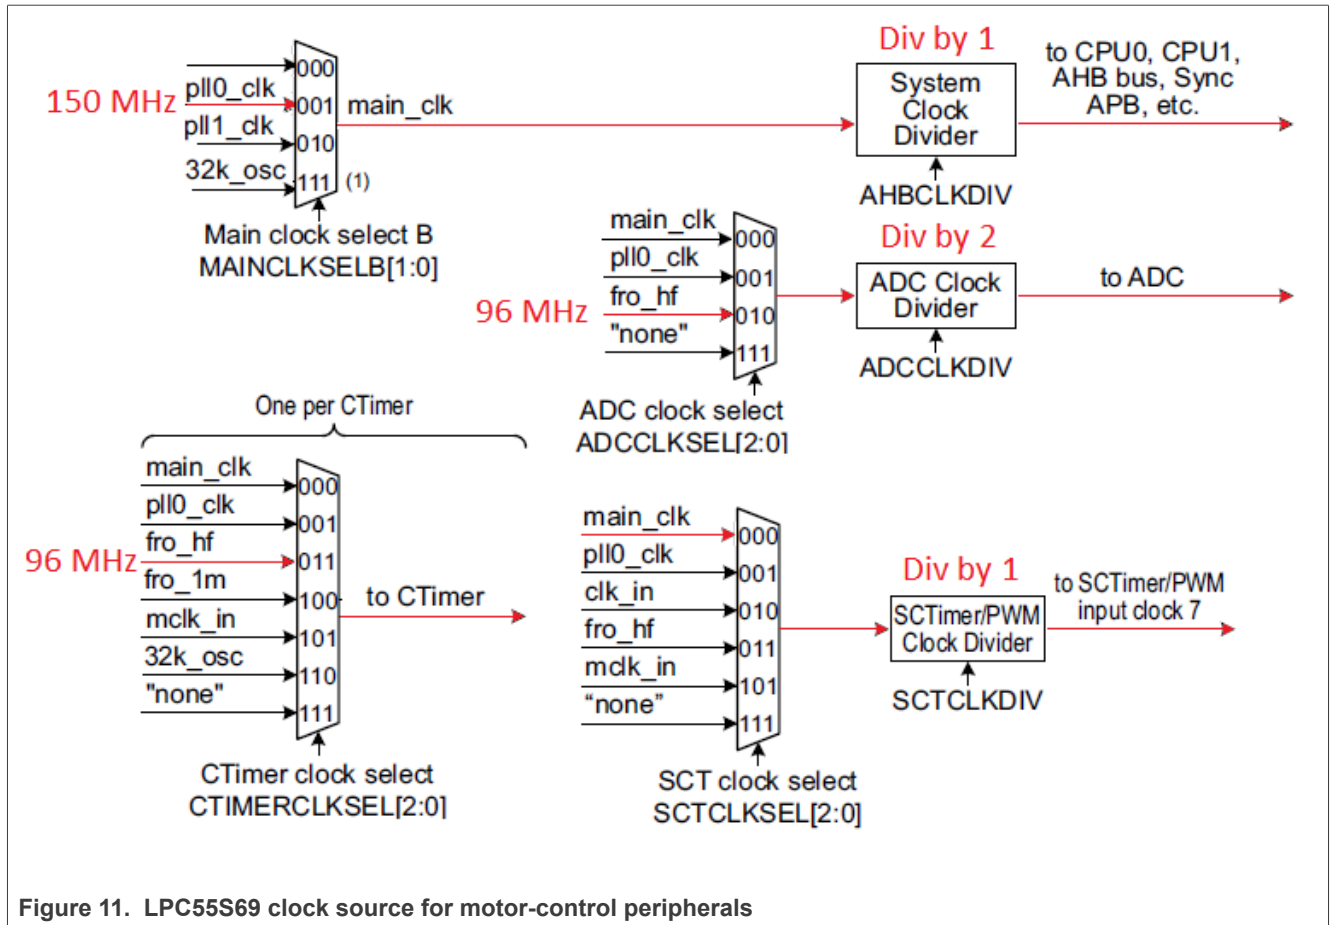 150 MHz
000
pll0_clk
001
pll1_clk
010
32k_osc
111
(1)
main_clk
Main clock select B
MAINCLKSELB[1:0]
Div by 1
System
Clock
Divider
AHBCLKDIV
to CPU0, CPU1,
AHB bus, Sync
APB, etc.
main_clk
000
pll0_clk
001
96 MHz
fro_hf
010
"none"
111
ADC clock select
ADCCLKSEL[2:0]
Div by 2
ADC Clock
Divider
ADCCLKDIV
to ADC
One per CTimer
main_clk
000
pll0_clk
001
96 MHz
fro_hf
011
fro_1m
100
mclk_in
101
32k_osc
110
"none"
111
to CTimer
CTimer clock select
CTIMERCLKSEL[2:0]
main_clk
000
pll0_clk
001
clk_in
010
fro_hf
011
mclk_in
101
“none”
111
SCT clock select
SCTCLKSEL[2:0]
Div by 1
SCTimer/PWM
Clock Divider
SCTCLKDIV
to SCTimer/PWM
input clock 7
Figure 11. LPC55S69 clock source for motor-control peripherals